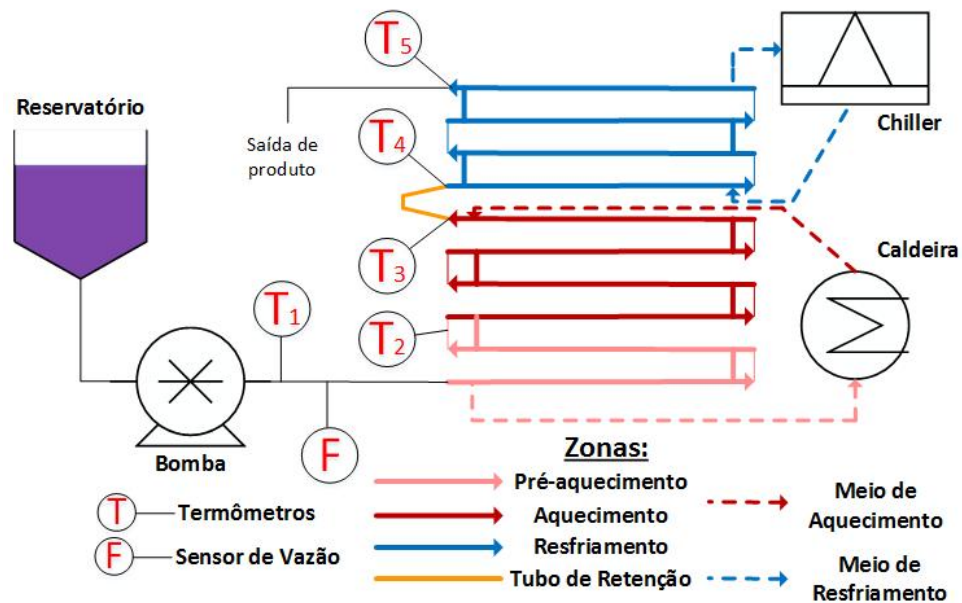 T5
Reservatório
Saída de
produto
T4
Chiller
T3
Caldeira
T1
T2
Bomba
F
Zonas:
Pré-aquecimento
T
Termômetros
Aquecimento
Meio de
Aquecimento
F
Sensor de Vazão
Resfriamento
Tubo de Retenção
Meio de
Resfriamento